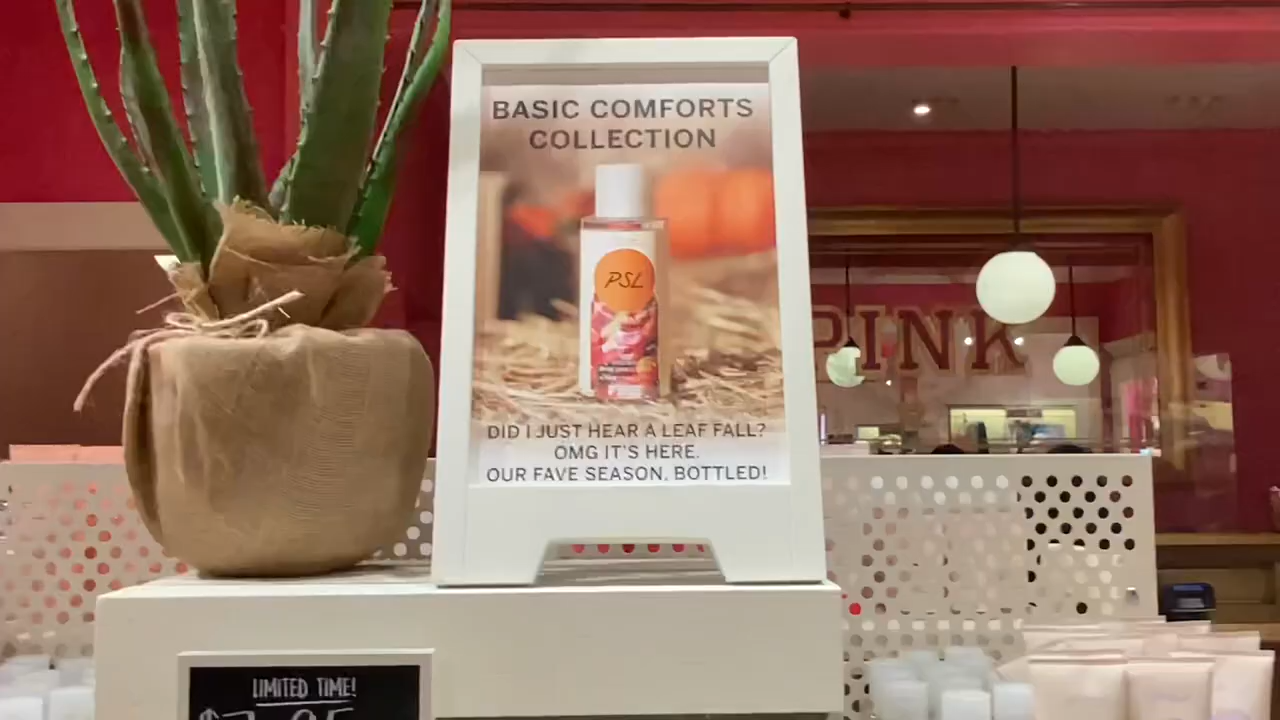 BASIC COMFORTS
COLLECTION
PSL
DID I JUST HEAR A LEAF FALL?
OMG IT'S HERE.
OUR FAVE SEASON, BOTTLED!
PINK
LIMITED TIME!